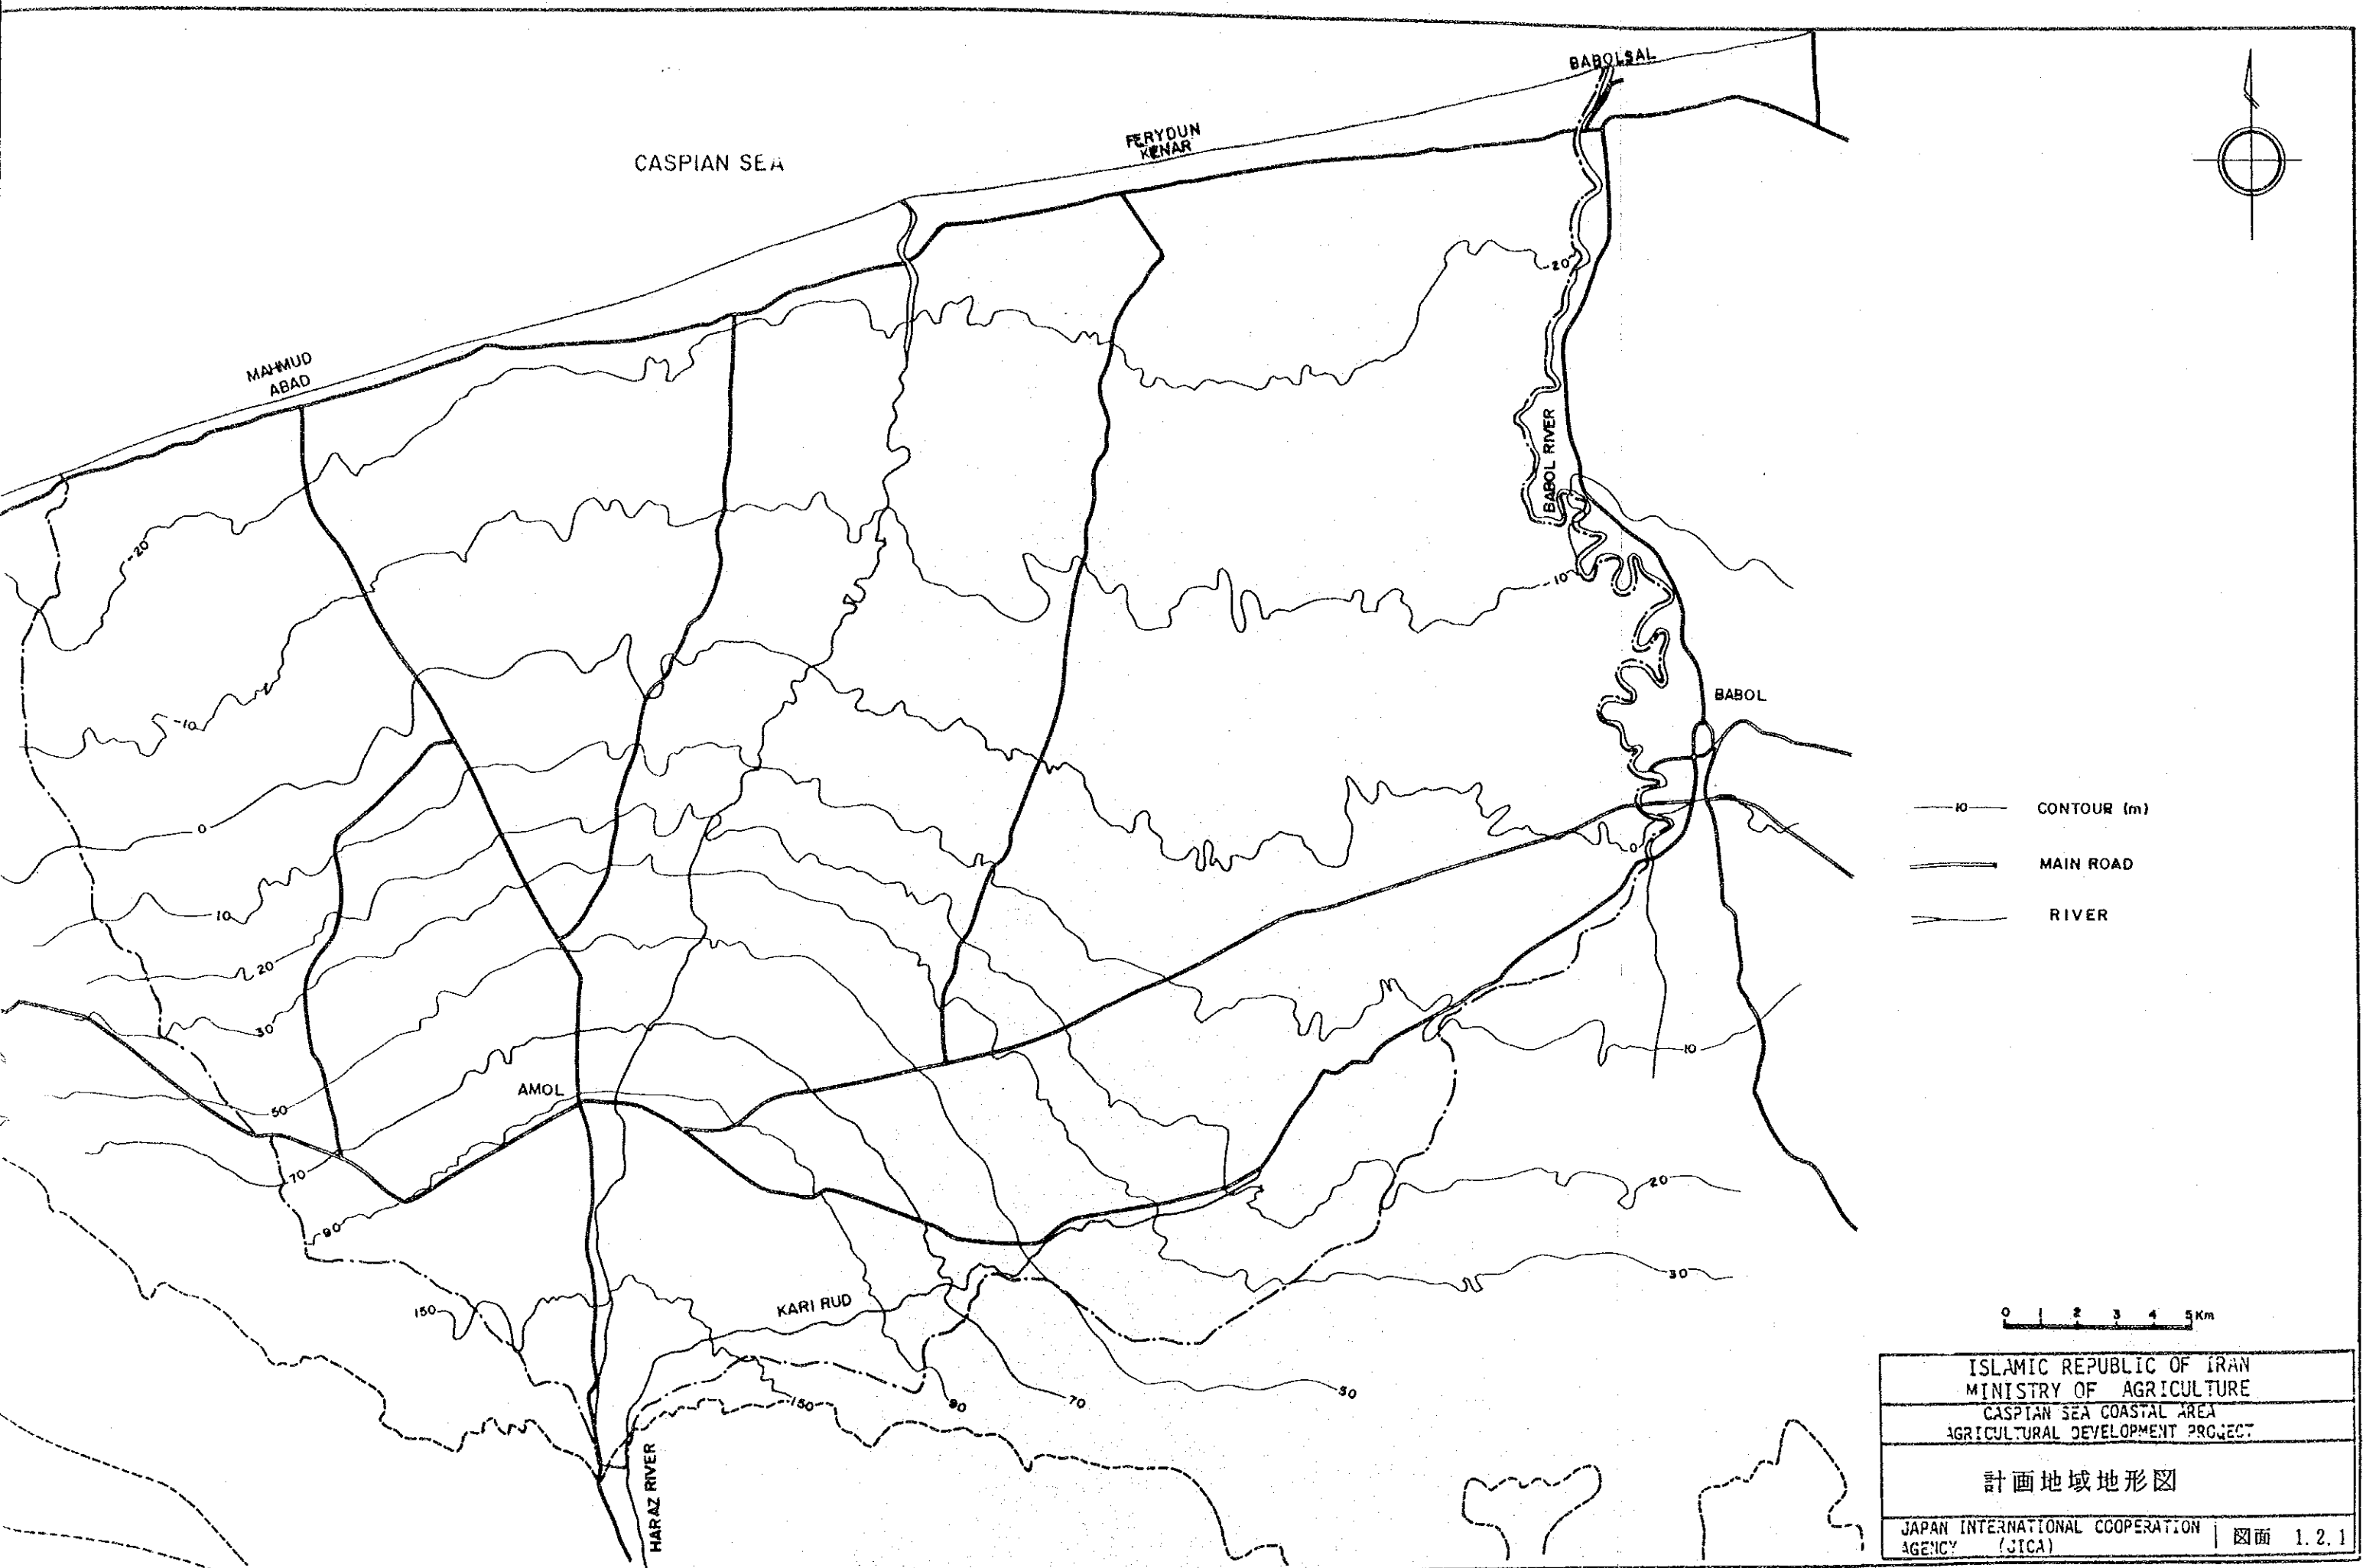 BABOLSAL
FERYDUN
KENAR
CASPIAN SEA
MAHMUD
ABAD
-20
-20
BABOL RIVER
-10
-10
BABOL
0
0
10
20
30
50
70
90
AMOL
10
20
30
150
KARI RUD
150
90
70
50
HARAZ RIVER
10 CONTOUR (m)
MAIN ROAD
RIVER
0 1 2 3 4 5Km
ISLAMIC REPUBLIC OF IRAN
MINISTRY OF AGRICULTURE
CASPIAN SEA COASTAL AREA
AGRICULTURAL DEVELOPMENT PROJECT
計画地域地形図
JAPAN INTERNATIONAL COOPERATION
AGENCY (JICA)
図面 1.2.1